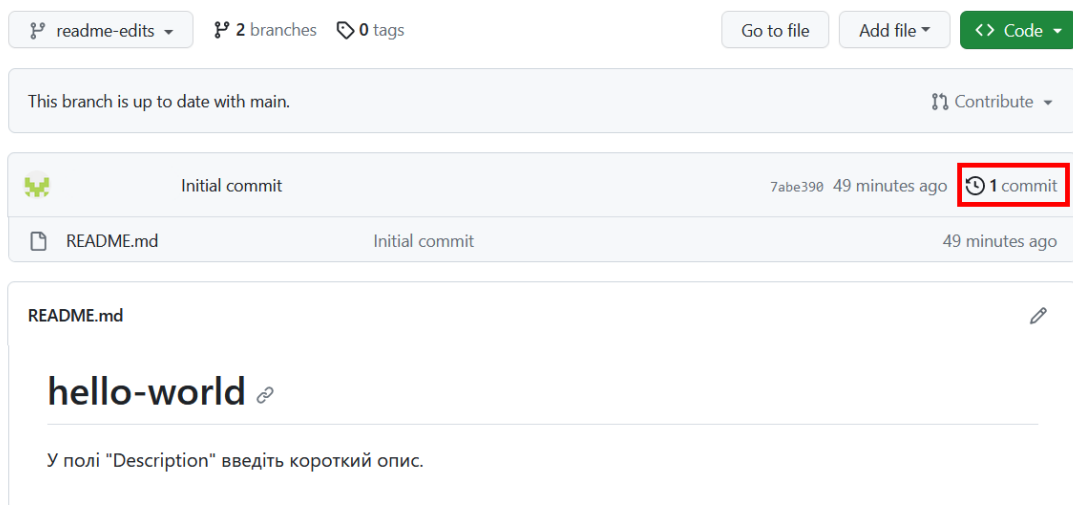 readme-edits 2 branches 0 tags Go to file Add file Code
This branch is up to date with main. Contribute
Initial commit 7abe390 49 minutes ago 1 commit
README.md Initial commit 49 minutes ago
README.md
hello-world
У полі "Description" введіть короткий опис.